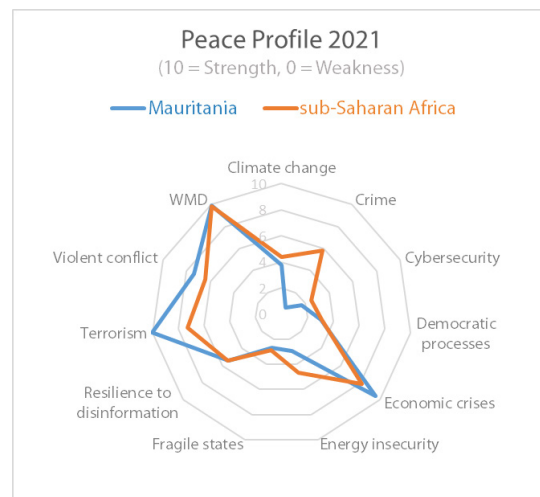 Peace Profile 2021
(10 = Strength, 0 = Weakness)
Mauritania sub-Saharan Africa
Climate change
10
8
6
4
2
0
Crime
Cybersecurity
Democratic
processes
Economic crises
Energy insecurity
Fragile states
Resilience to
disinformation
Terrorism
Violent conflict
WMD